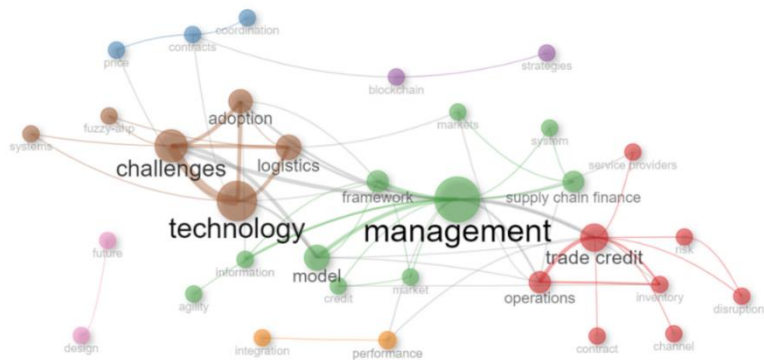 coordination
contracts
price
strategies
blockchain
adoption
fuzzy-ahp
systems
markets
system
challenges
logistics
service providers
framework
supply chain finance
technology
management
future
information
model
trade credit
risk
agility
credit
market
operations
inventory
disruption
design
integration
performance
contract
channel